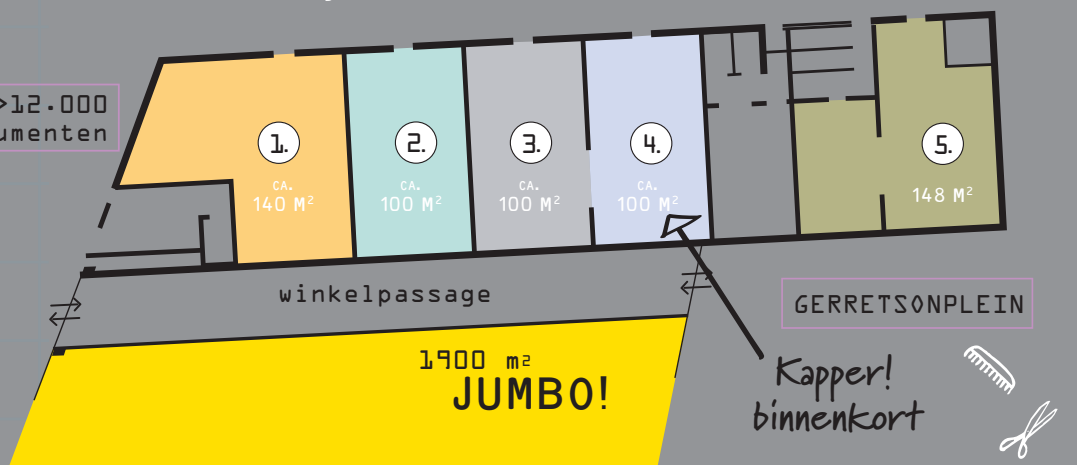 >12.000
umenten
1.
CA.
140 M²
2.
CA.
100 M²
3.
CA.
100 M²
4.
CA.
100 M²
5.
148 M²
winkelpassage
GERRETSONPLEIN
1900 m²
JUMBO!
Kapper!
binnenkort